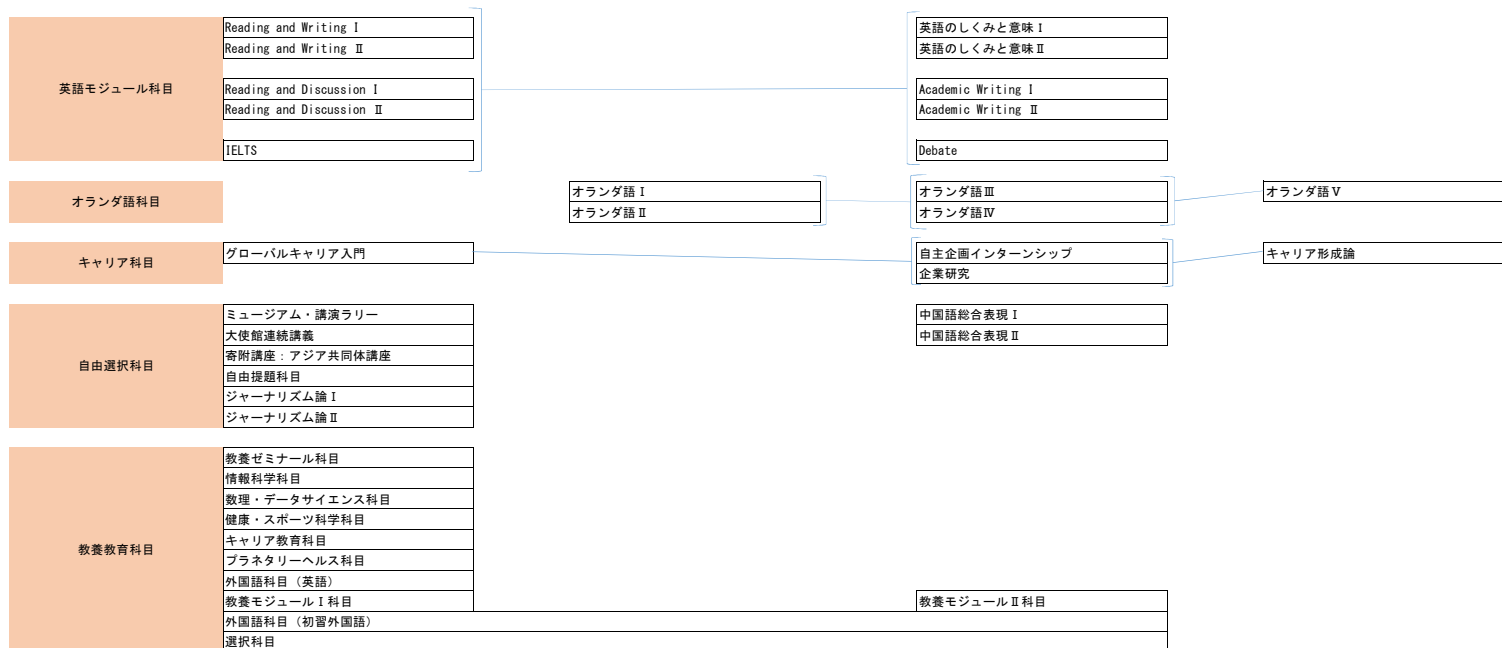 英語モジュール科目
Reading and Writing Ⅰ
Reading and Writing Ⅱ
Reading and Discussion Ⅰ
Reading and Discussion Ⅱ
IELTS
英語のしくみと意味Ⅰ
英語のしくみと意味Ⅱ
Academic Writing Ⅰ
Academic Writing Ⅱ
Debate
オランダ語科目
オランダ語Ⅰ
オランダ語Ⅱ
オランダ語Ⅲ
オランダ語Ⅳ
オランダ語Ⅴ
キャリア科目
グローバルキャリア入門
自主企画インターンシップ
企業研究
キャリア形成論
自由選択科目
ミュージアム・講演ラリー
大使館連続講義
寄附講座：アジア共同体講座
自由提題科目
ジャーナリズム論Ⅰ
ジャーナリズム論Ⅱ
中国語総合表現Ⅰ
中国語総合表現Ⅱ
教養教育科目
教養ゼミナール科目
情報科学科目
数理・データサイエンス科目
健康・スポーツ科学科目
キャリア教育科目
プラネタリーヘルス科目
外国語科目（英語）
教養モジュールⅠ科目
教養モジュールⅡ科目
外国語科目（初習外国語）
選択科目